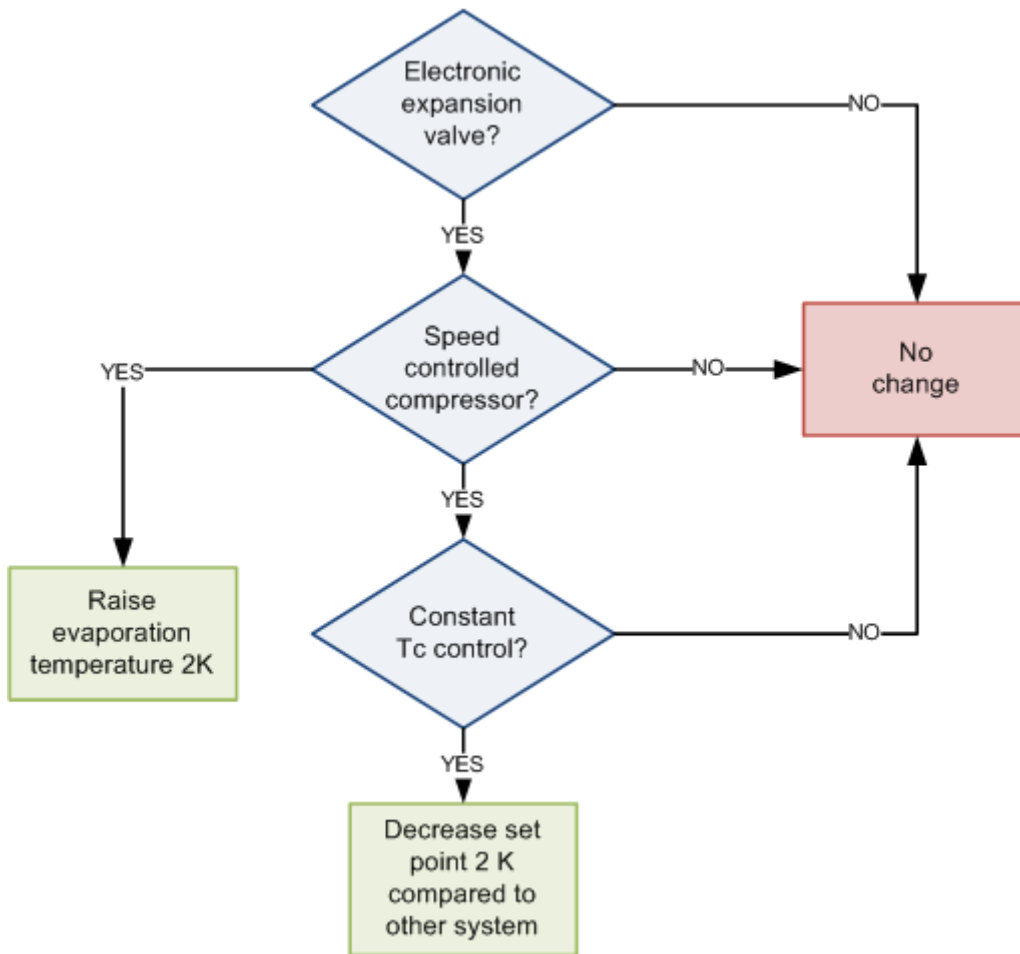 Electronic
expansion
valve?
NO
YES
Speed
controlled
compressor?
YES
NO
No
change
YES
Raise
evaporation
temperature 2K
Constant
Tc control?
NO
YES
Decrease set
point 2 K
compared to
other system